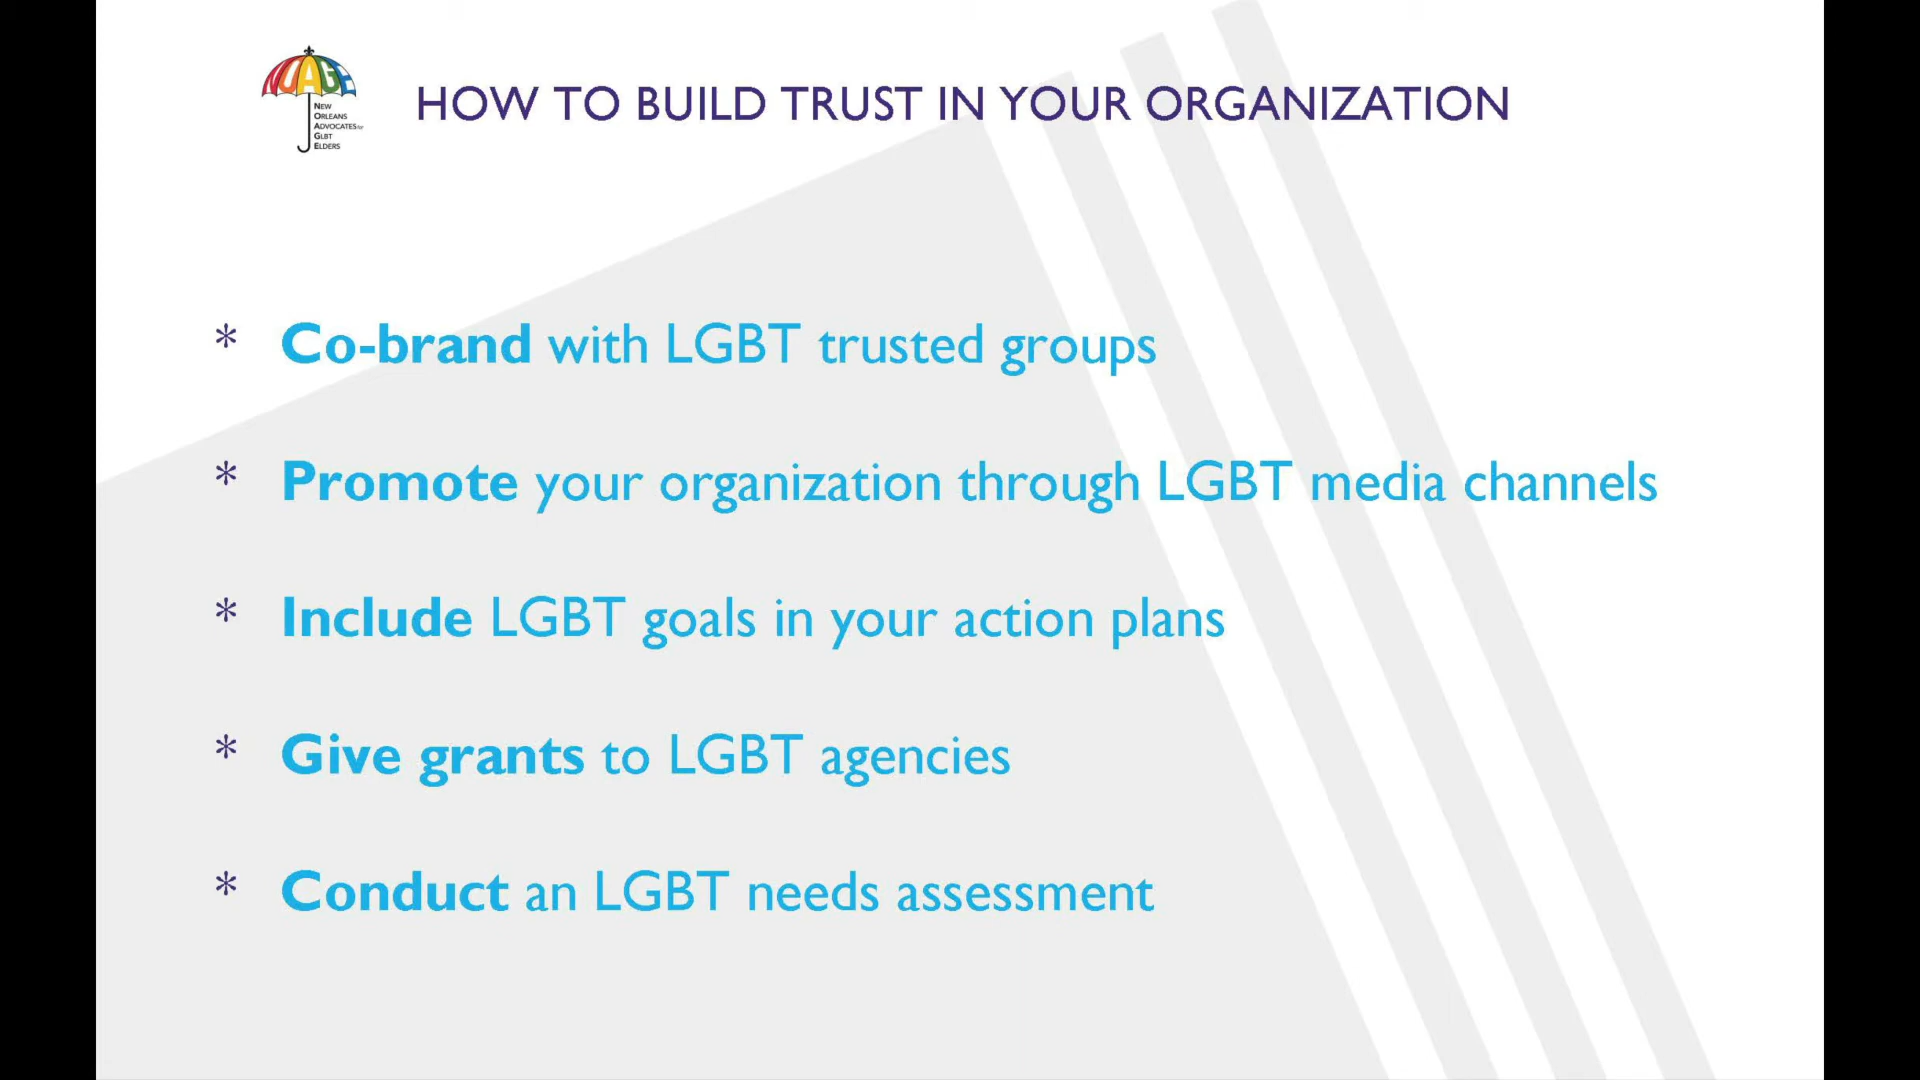 NOAGE
NEW
ORLEANS
ADVOCATES for
GLBT
ELDERS
HOW TO BUILD TRUST IN YOUR ORGANIZATION
* Co-brand with LGBT trusted groups
* Promote your organization through LGBT media channels
* Include LGBT goals in your action plans
* Give grants to LGBT agencies
* Conduct an LGBT needs assessment